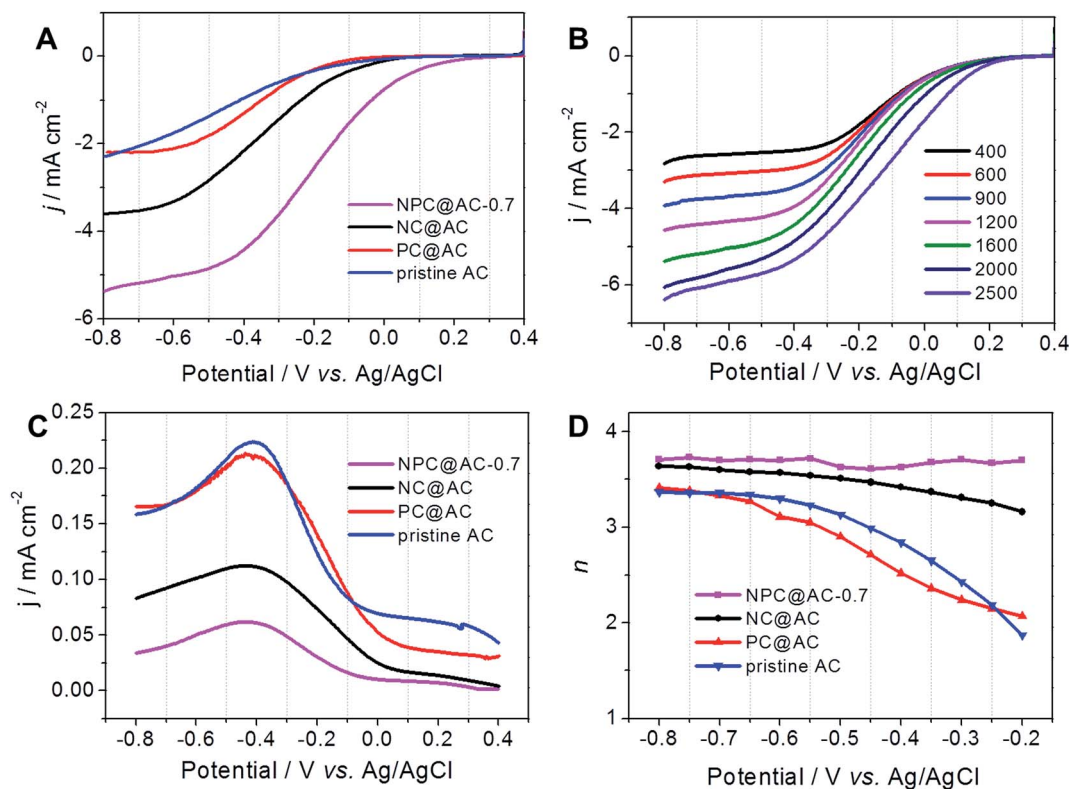 A
0
-2
-4
-6
j / mA cm⁻²
NPC@AC-0.7
NC@AC
PC@AC
pristine AC
-0.8 -0.6 -0.4 -0.2 0.0 0.2 0.4
Potential / V vs. Ag/AgCl
B
0
-2
-4
-6
j / mA cm⁻²
400
600
900
1200
1600
2000
2500
-0.8 -0.6 -0.4 -0.2 0.0 0.2 0.4
Potential / V vs. Ag/AgCl
C
0.25
0.20
0.15
0.10
0.05
0.00
j / mA cm⁻²
NPC@AC-0.7
NC@AC
PC@AC
pristine AC
-0.8 -0.6 -0.4 -0.2 0.0 0.2 0.4
Potential / V vs. Ag/AgCl
D
4
3
2
1
n
NPC@AC-0.7
NC@AC
PC@AC
pristine AC
-0.8 -0.7 -0.6 -0.5 -0.4 -0.3 -0.2
Potential / V vs. Ag/AgCl